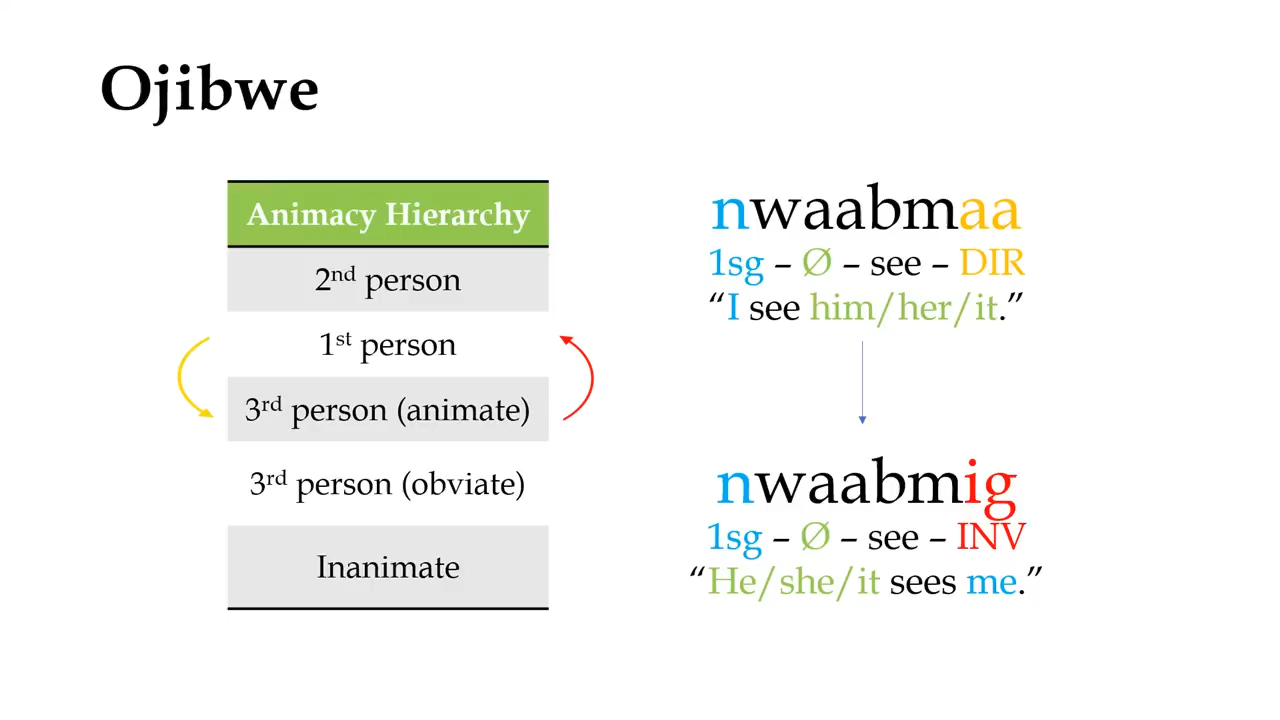 Ojibwe
Animacy Hierarchy
2nd person
1st person
3rd person (animate)
3rd person (obviate)
Inanimate
nwaabmaa
1sg – Ø – see – DIR
“I see him/her/it.”
nwaabmig
1sg – Ø – see – INV
“He/she/it sees me.”